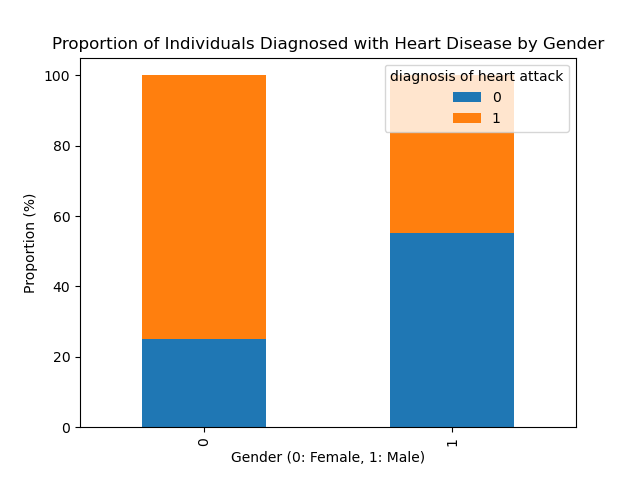 Proportion of Individuals Diagnosed with Heart Disease by Gender
diagnosis of heart attack
0
1
100
80
60
40
20
0
Proportion (%)
0
1
Gender (0: Female, 1: Male)